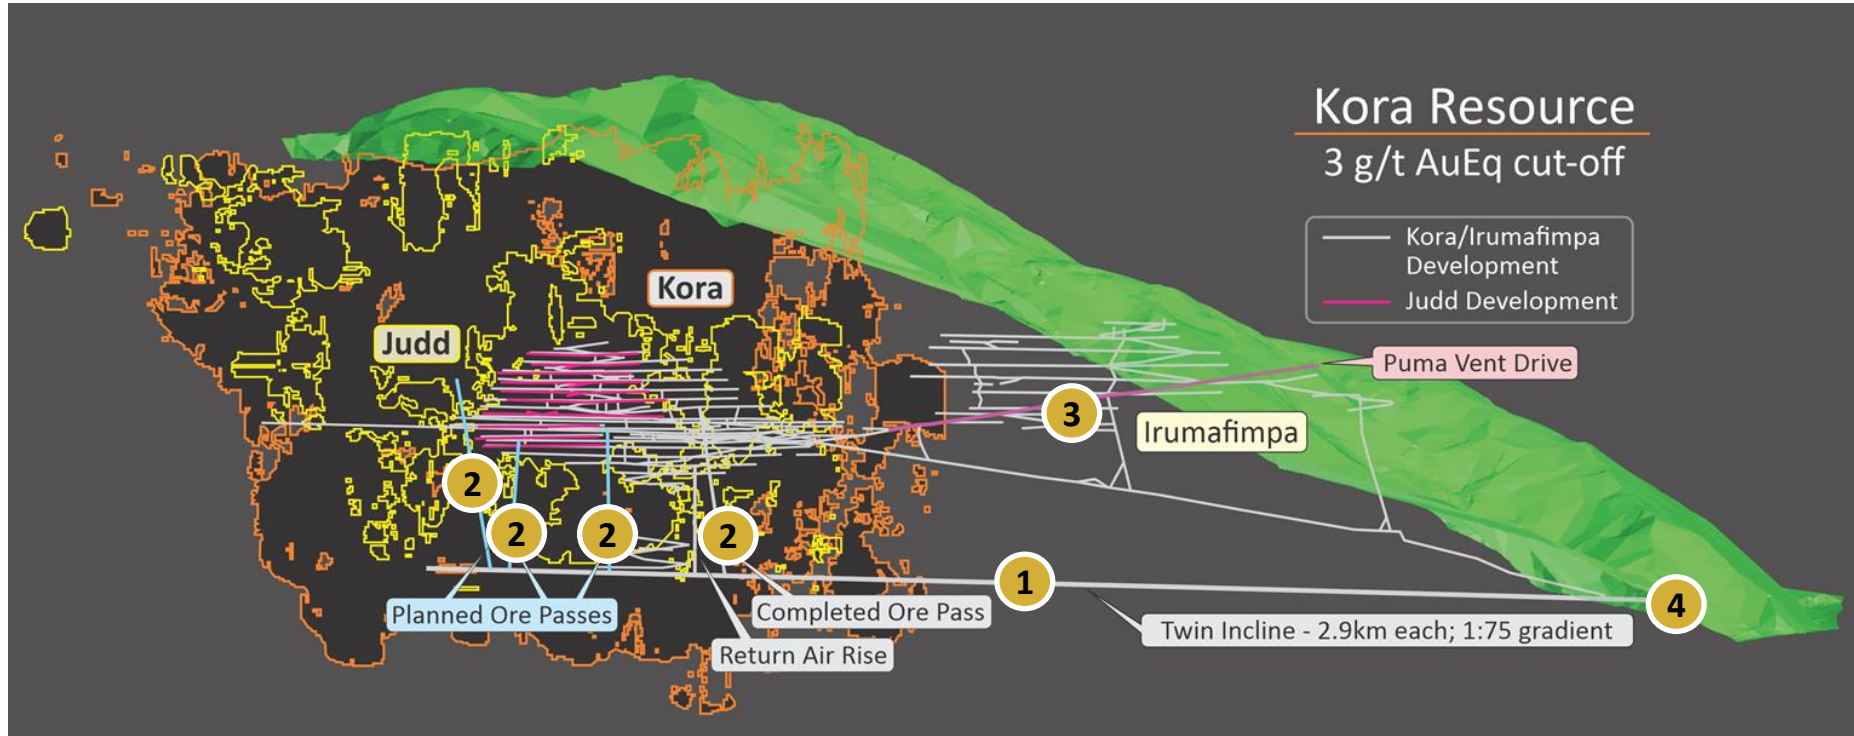 Kora Resource
3 g/t AuEq cut-off
Kora/Irumafimpa
Development
Judd Development
Kora
Judd
Puma Vent Drive
3
Irumafimpa
2
2
2
2
1
4
Planned Ore Passes
Completed Ore Pass
Twin Incline - 2.9km each; 1:75 gradient
Return Air Rise